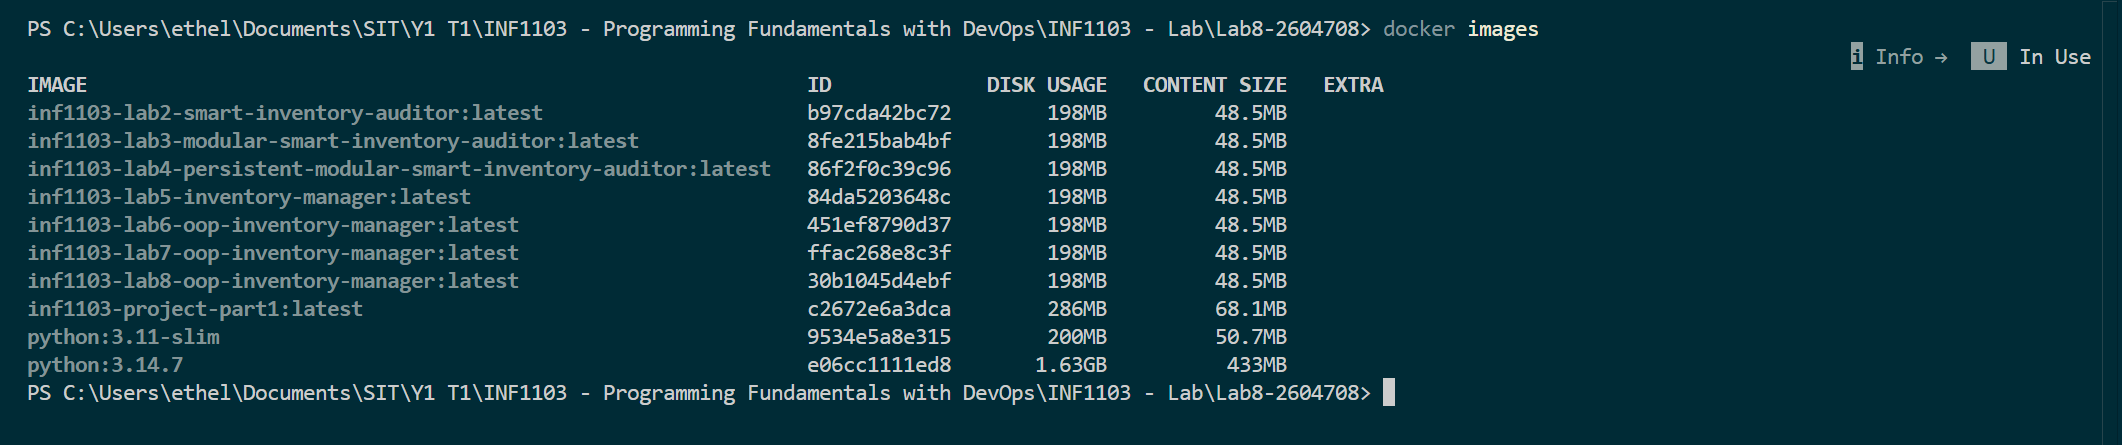 PS C:\Users\ethel\Documents\SIT\Y1 T1\INF1103 - Programming Fundamentals with DevOps\INF1103 - Lab\Lab8-2604708> docker images
i Info → U In Use
IMAGE ID DISK USAGE CONTENT SIZE EXTRA
inf1103-lab2-smart-inventory-auditor:latest b97cda42bc72 198MB 48.5MB
inf1103-lab3-modular-smart-inventory-auditor:latest 8fe215bab4bf 198MB 48.5MB
inf1103-lab4-persistent-modular-smart-inventory-auditor:latest 86f2f0c39c96 198MB 48.5MB
inf1103-lab5-inventory-manager:latest 84da5203648c 198MB 48.5MB
inf1103-lab6-oop-inventory-manager:latest 451ef8790d37 198MB 48.5MB
inf1103-lab7-oop-inventory-manager:latest ffac268e8c3f 198MB 48.5MB
inf1103-lab8-oop-inventory-manager:latest 30b1045d4ebf 198MB 48.5MB
inf1103-project-part1:latest c2672e6a3dca 286MB 68.1MB
python:3.11-slim 9534e5a8e315 200MB 50.7MB
python:3.14.7 e06cc1111ed8 1.63GB 433MB
PS C:\Users\ethel\Documents\SIT\Y1 T1\INF1103 - Programming Fundamentals with DevOps\INF1103 - Lab\Lab8-2604708>